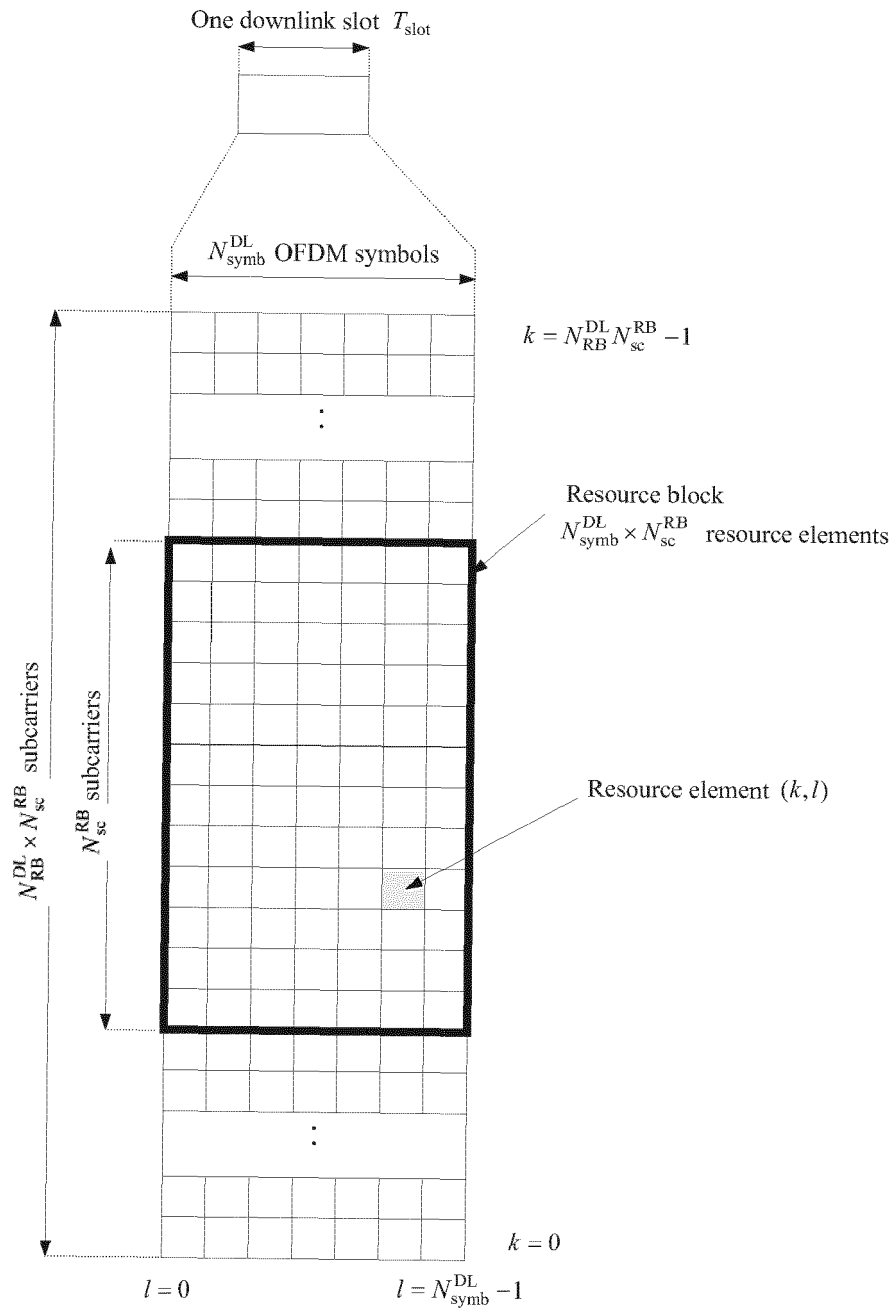 One downlink slot T_slot
N_symb^DL OFDM symbols
k = N_RB^DL N_sc^RB − 1
Resource block
N_symb^DL × N_sc^RB resource elements
N_RB^DL × N_sc^RB subcarriers
N_sc^RB subcarriers
Resource element (k, l)
k = 0
l = 0
l = N_symb^DL − 1